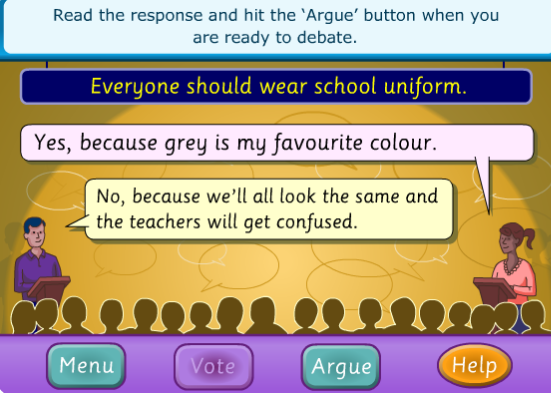 Read the response and hit the ‘Argue’ button when you
are ready to debate.
Everyone should wear school uniform.
Yes, because grey is my favourite colour.
No, because we’ll all look the same and
the teachers will get confused.
Menu
Vote
Argue
Help